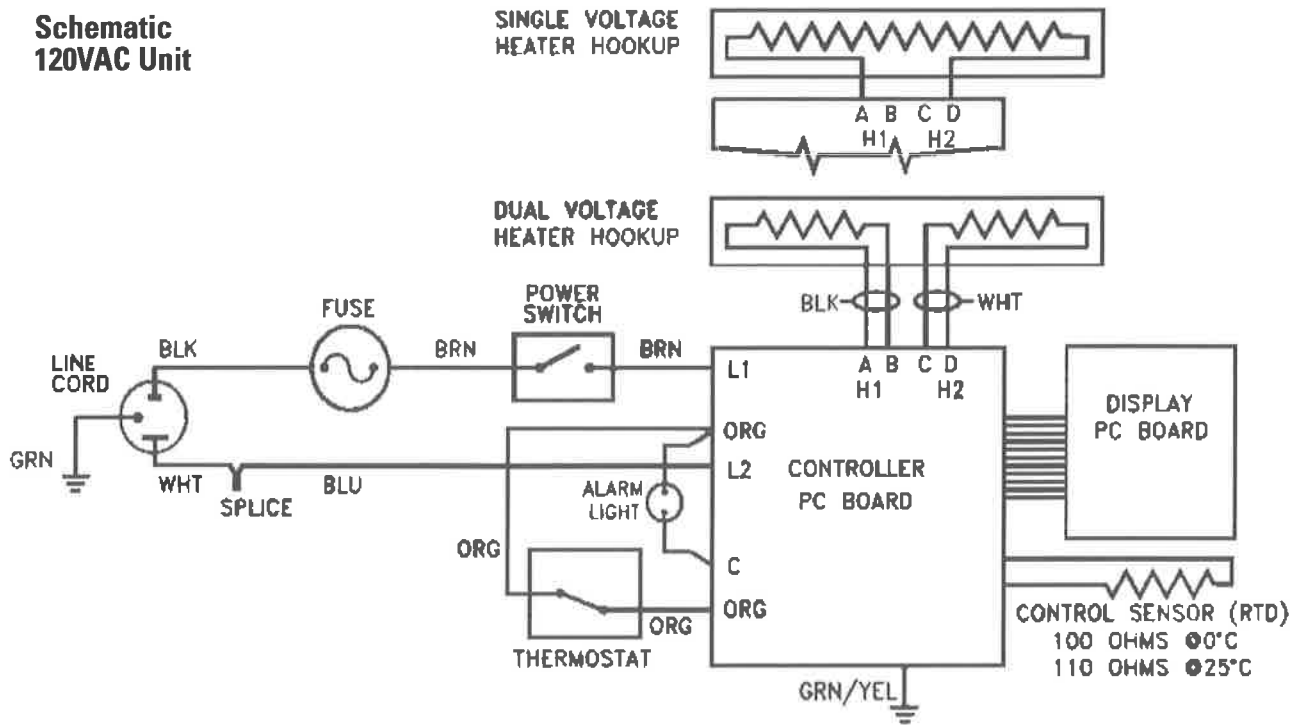 Schematic
120VAC Unit
SINGLE VOLTAGE
HEATER HOOKUP
A B C D
H1 H2
DUAL VOLTAGE
HEATER HOOKUP
BLK
WHT
FUSE
POWER
SWITCH
BLK
BRN
BRN
LINE
CORD
GRN
WHT
SPLICE
BLU
L1
A B C D
H1 H2
ORG
L2
CONTROLLER
PC BOARD
ALARM
LIGHT
C
ORG
ORG
ORG
THERMOSTAT
DISPLAY
PC BOARD
CONTROL SENSOR (RTD)
100 OHMS @0°C
110 OHMS @25°C
GRN/YEL